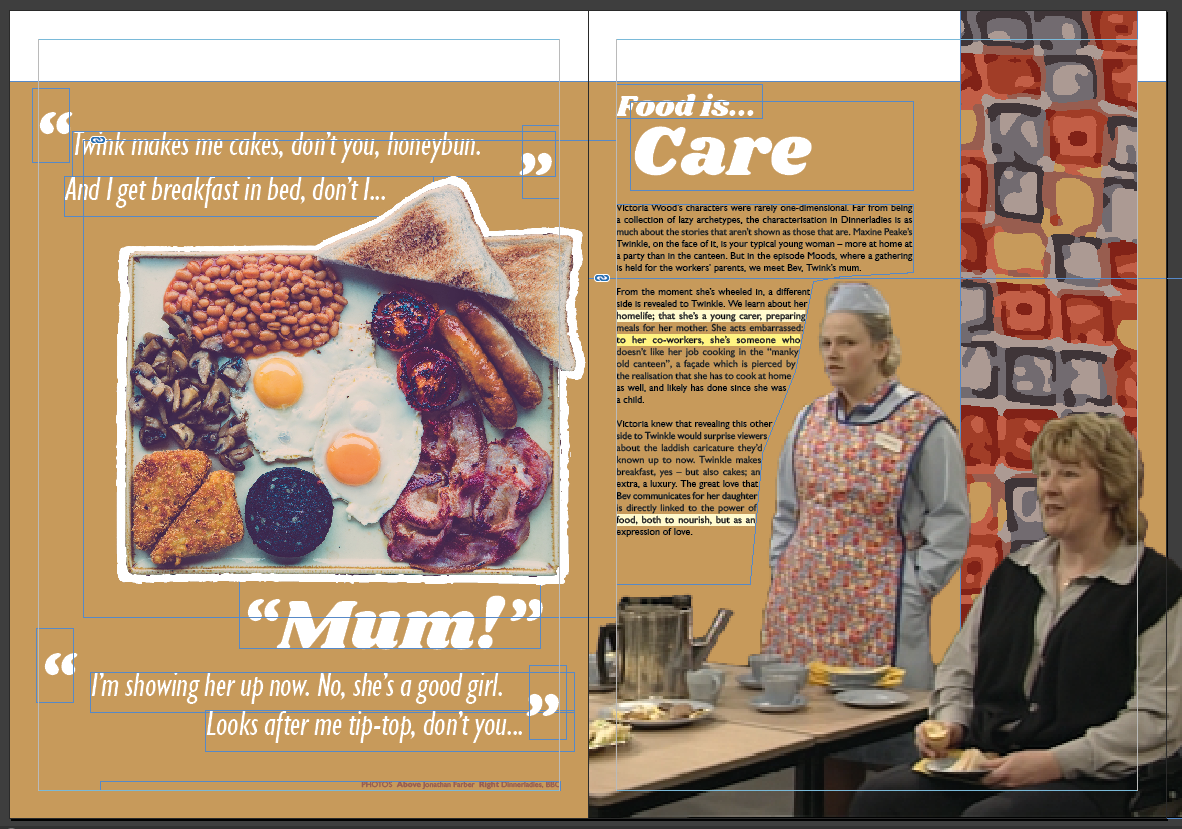 “
Twink makes me cakes, don’t you, honeybun.
”
And I get breakfast in bed, don’t I...
“Mum!”
“
I’m showing her up now. No, she’s a good girl.
”
Looks after me tip-top, don’t you...
PHOTOS Above Jonathan Farber Right Dinnerladies, BBC
Food is...
Care
Victoria Wood’s characters were rarely one-dimensional. Far from being
a collection of lazy archetypes, the characterisation in Dinnerladies is as
much about the stories that aren’t shown as those that are. Maxine Peake’s
Twinkle, on the face of it, is your typical young woman – more at home at
a party than in the canteen. But in the episode Moods, where a gathering
is held for the workers’ parents, we meet Bev, Twink’s mum.
From the moment she’s wheeled in, a different
side is revealed to Twinkle. We learn about her
homelife; that she’s a young carer, preparing
meals for her mother. She acts embarrassed:
to her co-workers, she’s someone who
doesn’t like her job cooking in the “manky
old canteen”, a façade which is pierced by
the realisation that she has to cook at home
as well, and likely has done since she was
a child.
Victoria knew that revealing this other
side to Twinkle would surprise viewers
about the laddish caricature they’d
known up to now. Twinkle makes
breakfast, yes – but also cakes; an
extra, a luxury. The great love that
Bev communicates for her daughter
is directly linked to the power of
food, both to nourish, but as an
expression of love.